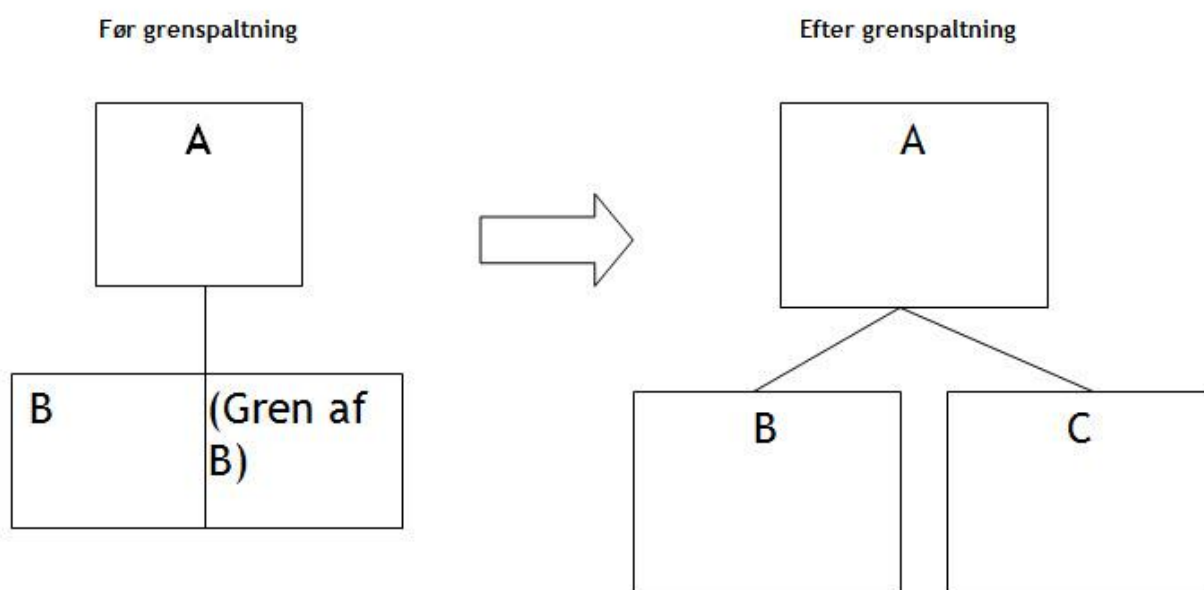 Før grenspaltning
Efter grenspaltning
A
A
B
(Gren af
B)
B
C